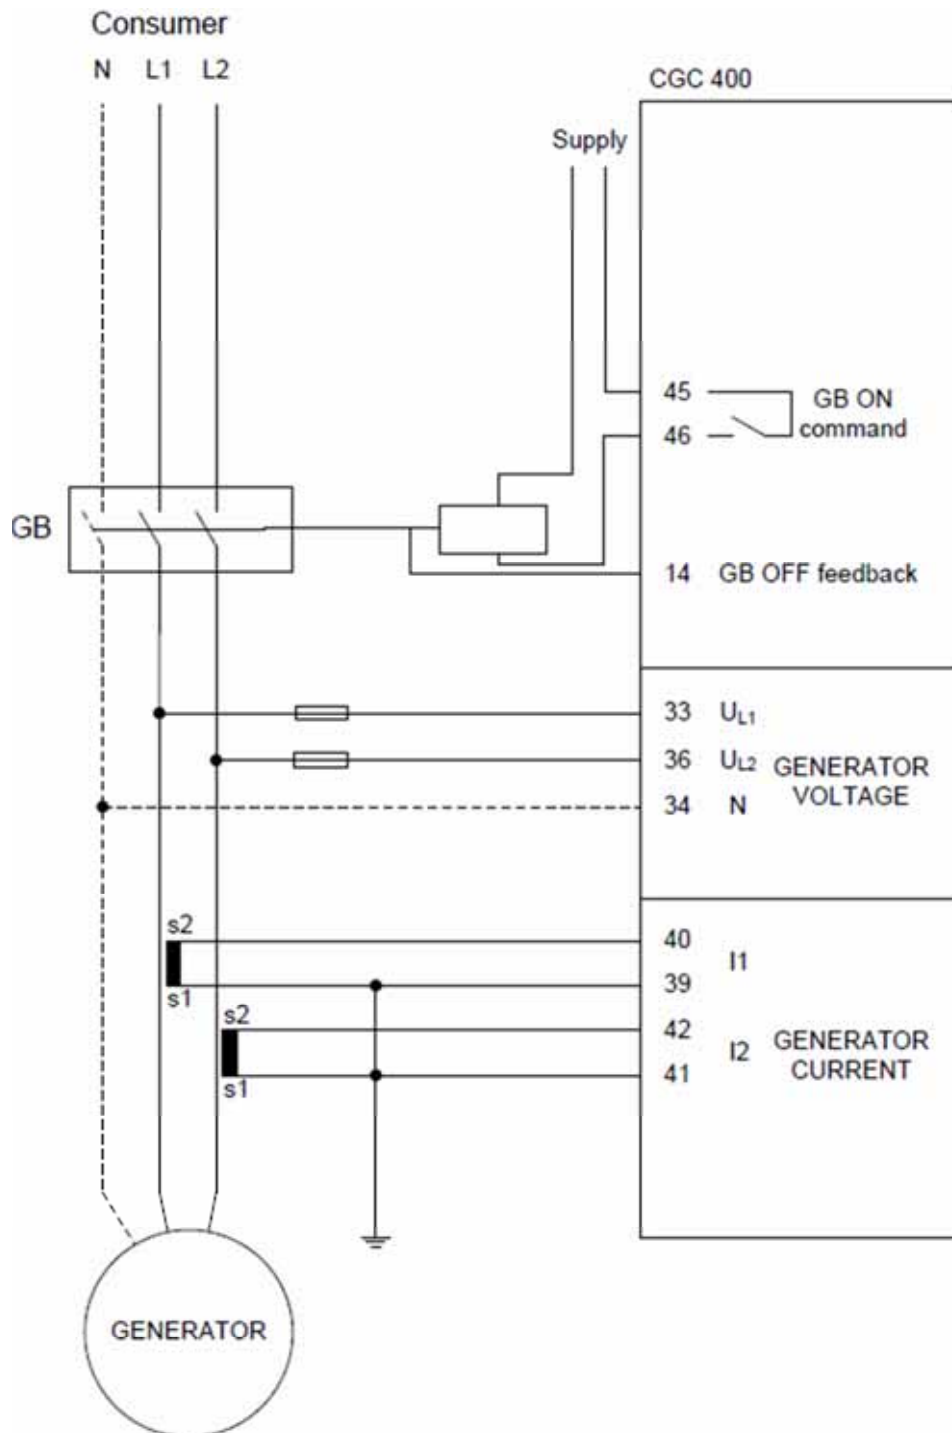 Consumer
N L1 L2
CGC 400
Supply
45
GB ON
46
command
GB
14 GB OFF feedback
33 UL1
36 UL2
GENERATOR
34 N
VOLTAGE
s2
40
I1
s1
39
s2
42
I2
GENERATOR
s1
41
CURRENT
GENERATOR